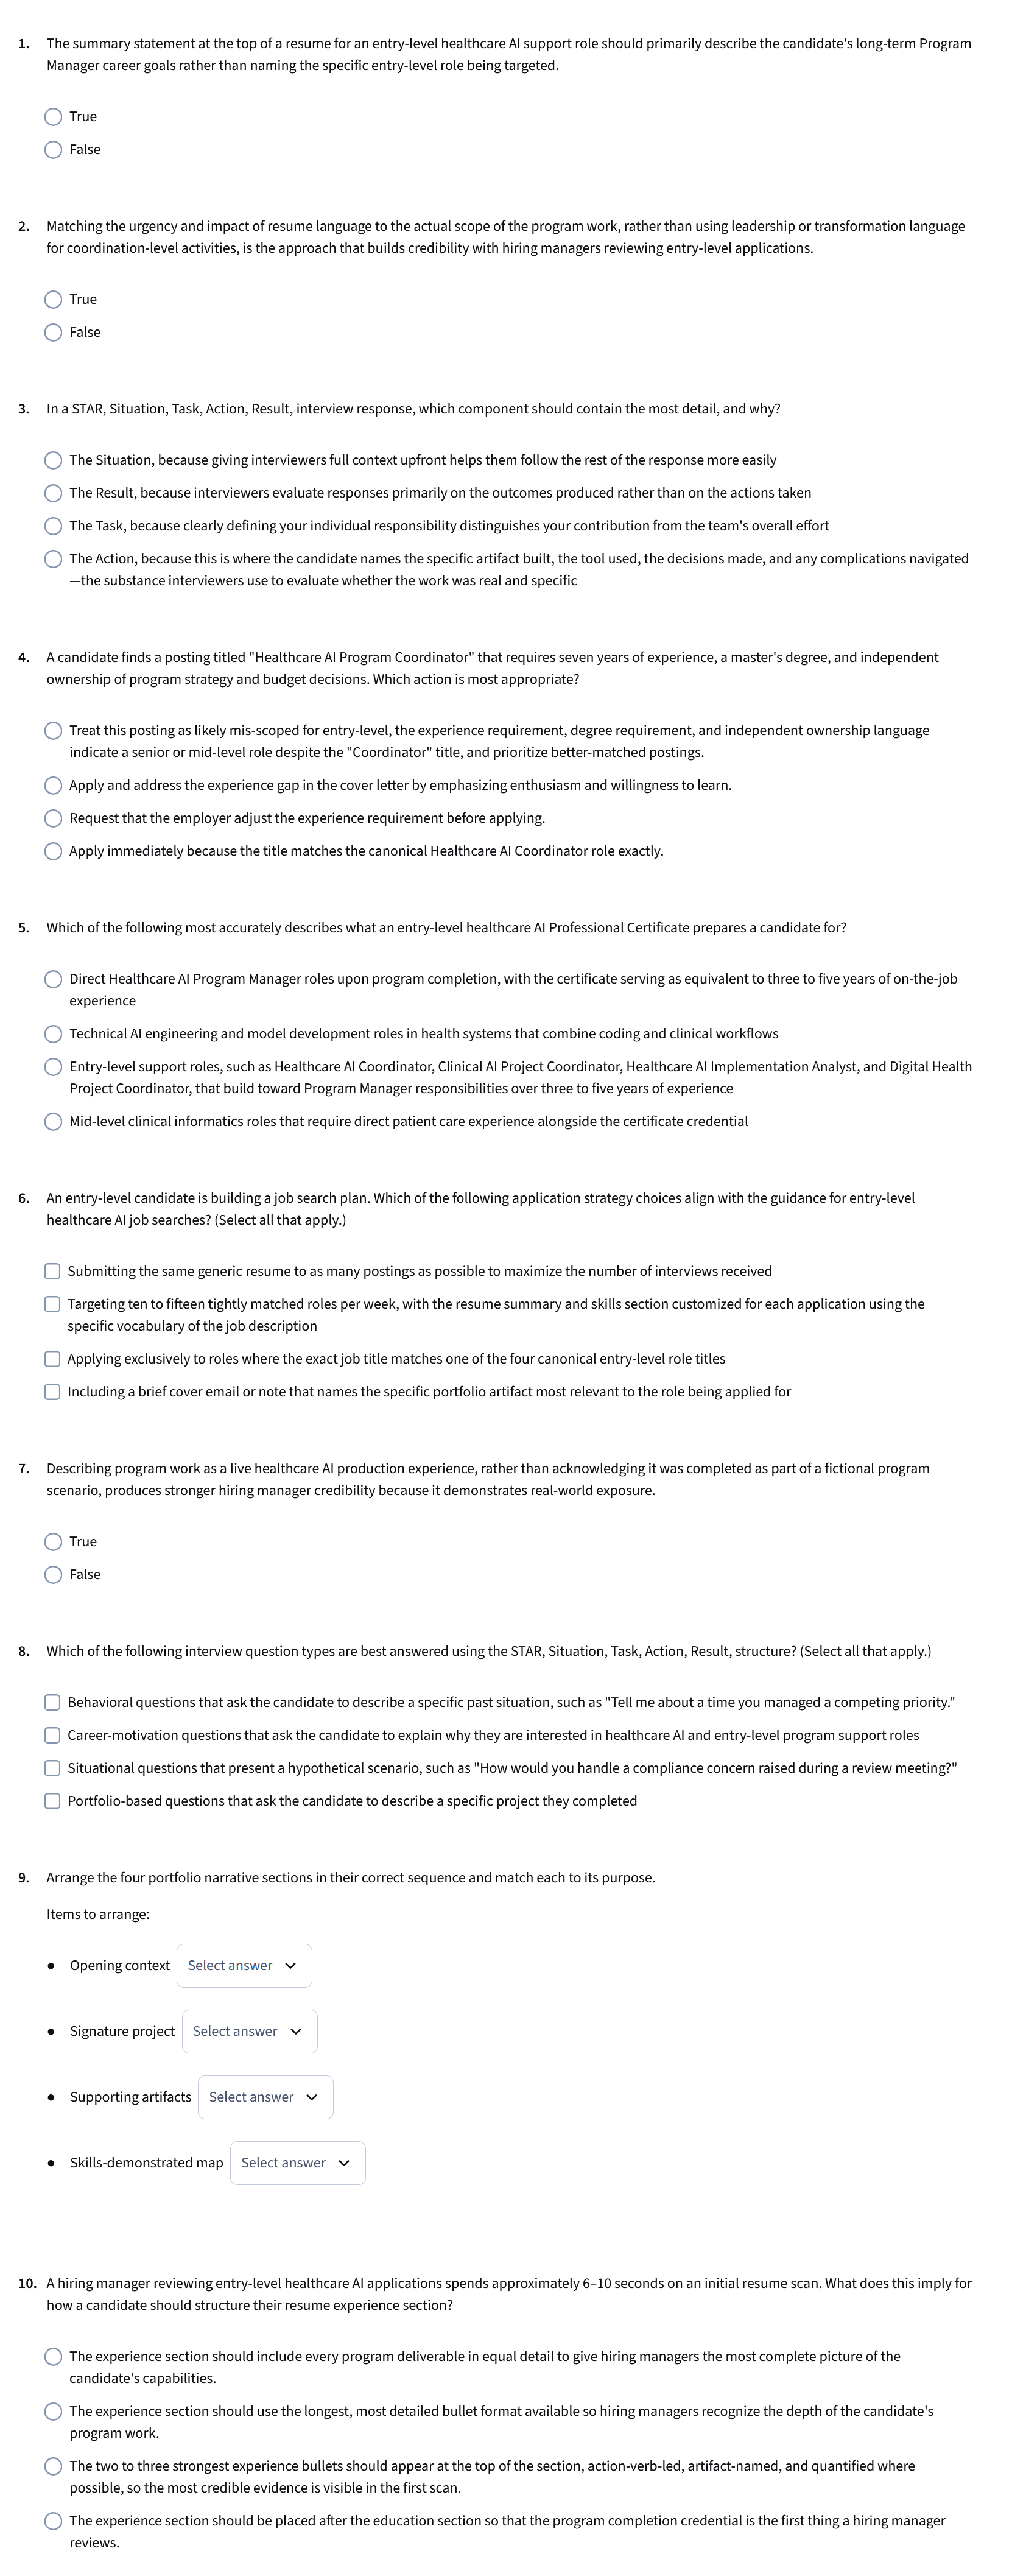 1. The summary statement at the top of a resume for an entry-level healthcare AI support role should primarily describe the candidate's long-term Program
Manager career goals rather than naming the specific entry-level role being targeted.
True
False
2. Matching the urgency and impact of resume language to the actual scope of the program work, rather than using leadership or transformation language
for coordination-level activities, is the approach that builds credibility with hiring managers reviewing entry-level applications.
True
False
3. In a STAR, Situation, Task, Action, Result, interview response, which component should contain the most detail, and why?
The Situation, because giving interviewers full context upfront helps them follow the rest of the response more easily
The Result, because interviewers evaluate responses primarily on the outcomes produced rather than on the actions taken
The Task, because clearly defining your individual responsibility distinguishes your contribution from the team's overall effort
The Action, because this is where the candidate names the specific artifact built, the tool used, the decisions made, and any complications navigated
—the substance interviewers use to evaluate whether the work was real and specific
4. A candidate finds a posting titled "Healthcare AI Program Coordinator" that requires seven years of experience, a master's degree, and independent
ownership of program strategy and budget decisions. Which action is most appropriate?
Treat this posting as likely mis-scoped for entry-level, the experience requirement, degree requirement, and independent ownership language
indicate a senior or mid-level role despite the "Coordinator" title, and prioritize better-matched postings.
Apply and address the experience gap in the cover letter by emphasizing enthusiasm and willingness to learn.
Request that the employer adjust the experience requirement before applying.
Apply immediately because the title matches the canonical Healthcare AI Coordinator role exactly.
5. Which of the following most accurately describes what an entry-level healthcare AI Professional Certificate prepares a candidate for?
Direct Healthcare AI Program Manager roles upon program completion, with the certificate serving as equivalent to three to five years of on-the-job
experience
Technical AI engineering and model development roles in health systems that combine coding and clinical workflows
Entry-level support roles, such as Healthcare AI Coordinator, Clinical AI Project Coordinator, Healthcare AI Implementation Analyst, and Digital Health
Project Coordinator, that build toward Program Manager responsibilities over three to five years of experience
Mid-level clinical informatics roles that require direct patient care experience alongside the certificate credential
6. An entry-level candidate is building a job search plan. Which of the following application strategy choices align with the guidance for entry-level
healthcare AI job searches? (Select all that apply.)
Submitting the same generic resume to as many postings as possible to maximize the number of interviews received
Targeting ten to fifteen tightly matched roles per week, with the resume summary and skills section customized for each application using the
specific vocabulary of the job description
Applying exclusively to roles where the exact job title matches one of the four canonical entry-level role titles
Including a brief cover email or note that names the specific portfolio artifact most relevant to the role being applied for
7. Describing program work as a live healthcare AI production experience, rather than acknowledging it was completed as part of a fictional program
scenario, produces stronger hiring manager credibility because it demonstrates real-world exposure.
True
False
8. Which of the following interview question types are best answered using the STAR, Situation, Task, Action, Result, structure? (Select all that apply.)
Behavioral questions that ask the candidate to describe a specific past situation, such as "Tell me about a time you managed a competing priority."
Career-motivation questions that ask the candidate to explain why they are interested in healthcare AI and entry-level program support roles
Situational questions that present a hypothetical scenario, such as "How would you handle a compliance concern raised during a review meeting?"
Portfolio-based questions that ask the candidate to describe a specific project they completed
9. Arrange the four portfolio narrative sections in their correct sequence and match each to its purpose.
Items to arrange:
● Opening context Select answer
● Signature project Select answer
● Supporting artifacts Select answer
● Skills-demonstrated map Select answer
10. A hiring manager reviewing entry-level healthcare AI applications spends approximately 6–10 seconds on an initial resume scan. What does this imply for
how a candidate should structure their resume experience section?
The experience section should include every program deliverable in equal detail to give hiring managers the most complete picture of the
candidate's capabilities.
The experience section should use the longest, most detailed bullet format available so hiring managers recognize the depth of the candidate's
program work.
The two to three strongest experience bullets should appear at the top of the section, action-verb-led, artifact-named, and quantified where
possible, so the most credible evidence is visible in the first scan.
The experience section should be placed after the education section so that the program completion credential is the first thing a hiring manager
reviews.